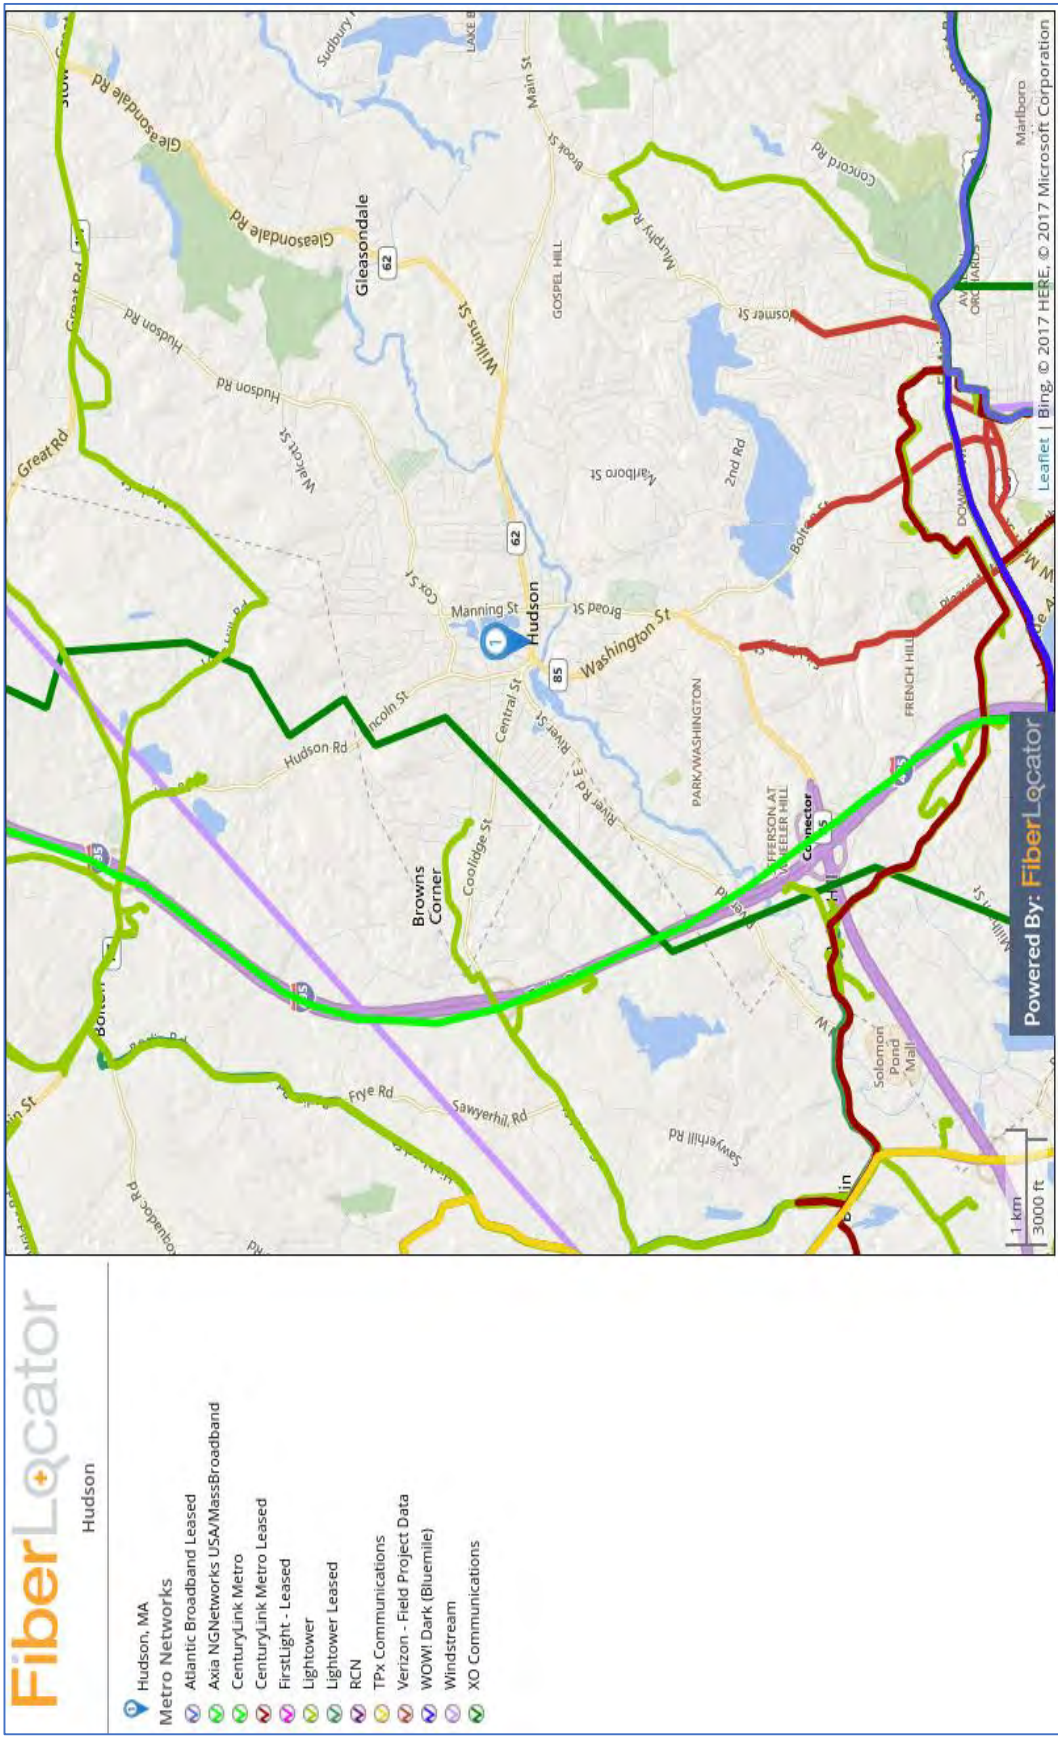 FiberLocator
Hudson
Hudson, MA
Metro Networks
Atlantic Broadband Leased
Axia NGNetworks USA/MassBroadband
CenturyLink Metro
CenturyLink Metro Leased
FirstLight - Leased
Lightower
Lightower Leased
RCN
TPx Communications
Verizon - Field Project Data
WOW! Dark (Bluemile)
Windstream
XO Communications
1
Great Rd
Great Rd
Hudson Rd
Hudson Rd
Walcott St
Gleasondale Rd
Gleasondale Rd
Gleasondale
62
Wilkins St
Main St
Brook St
GOSPEL HILL
Murphy Rd
Hosmer St
Concord Rd
Marlboro
Marlboro St
2nd Rd
62
Cox St
Manning St
Hudson
Broad St
85
Washington St
1
Central St
River St
Hudson Rd
River Rd E
PARK/WASHINGTON
FRENCH HILL
Coolidge St
Browns
Corner
Connector
Frye Rd
Sawyerhill Rd
Sawyerhill Rd
Solomon
Pond
Mall
1 km
3000 ft
Powered By: FiberLocator
Leaflet | Bing, © 2017 HERE, © 2017 Microsoft Corporation